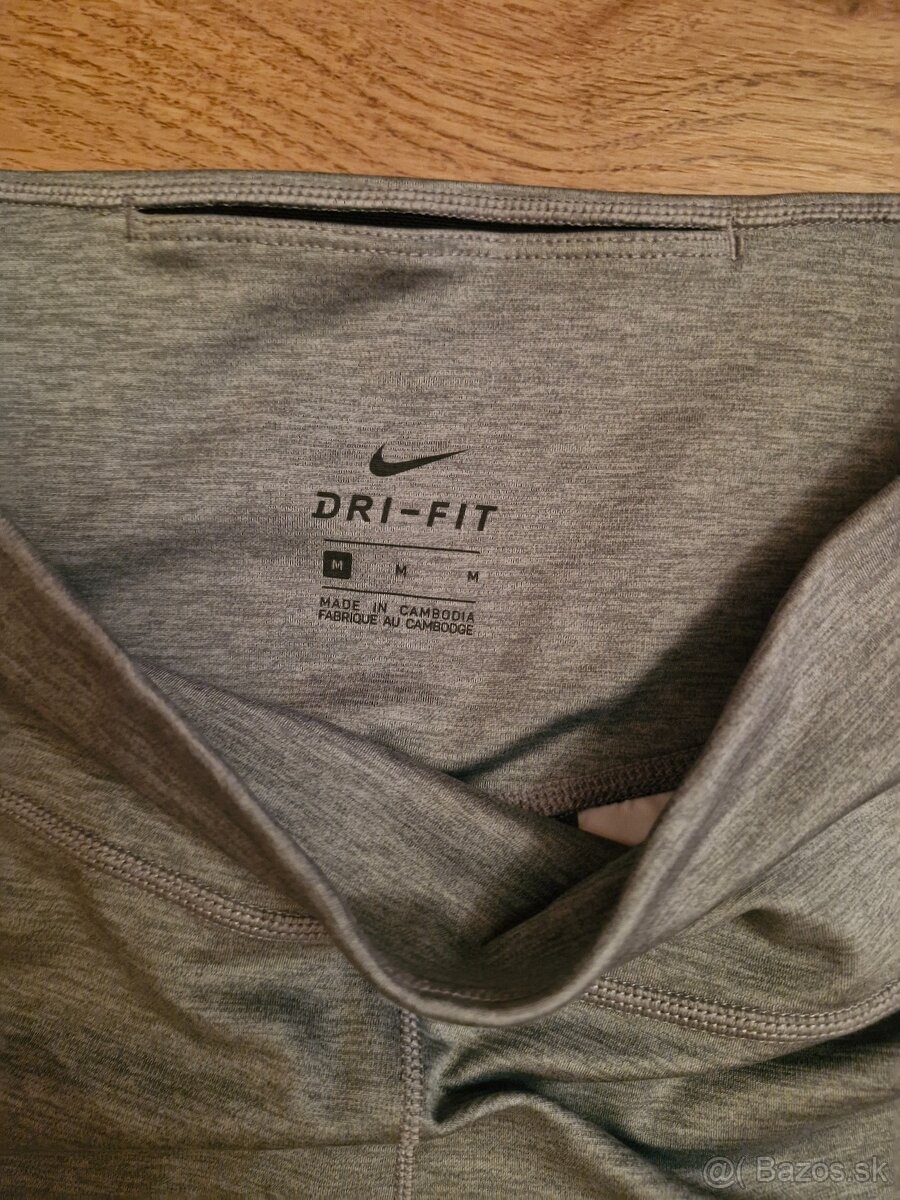 DRI-FIT
M M M
MADE IN CAMBODIA
FABRIQUE AU CAMBODGE
@( Bazos.sk